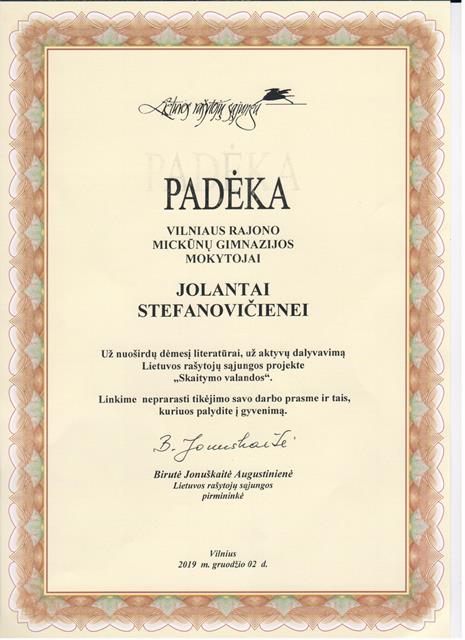 Lietuvos rašytojų sąjunga
PADĖKA
VILNIAUS RAJONO
MICKŪNŲ GIMNAZIJOS
MOKYTOJAI
JOLANTAI
STEFANOVIČIENEI
Už nuoširdų dėmesį literatūrai, už aktyvų dalyvavimą
Lietuvos rašytojų sąjungos projekte
„Skaitymo valandos“.
Linkime neprarasti tikėjimo savo darbo prasme ir tais,
kuriuos palydite į gyvenimą.
B. Jonuškaitė
Birutė Jonuškaitė Augustinienė
Lietuvos rašytojų sąjungos
pirmininkė
Vilnius
2019 m. gruodžio 02 d.